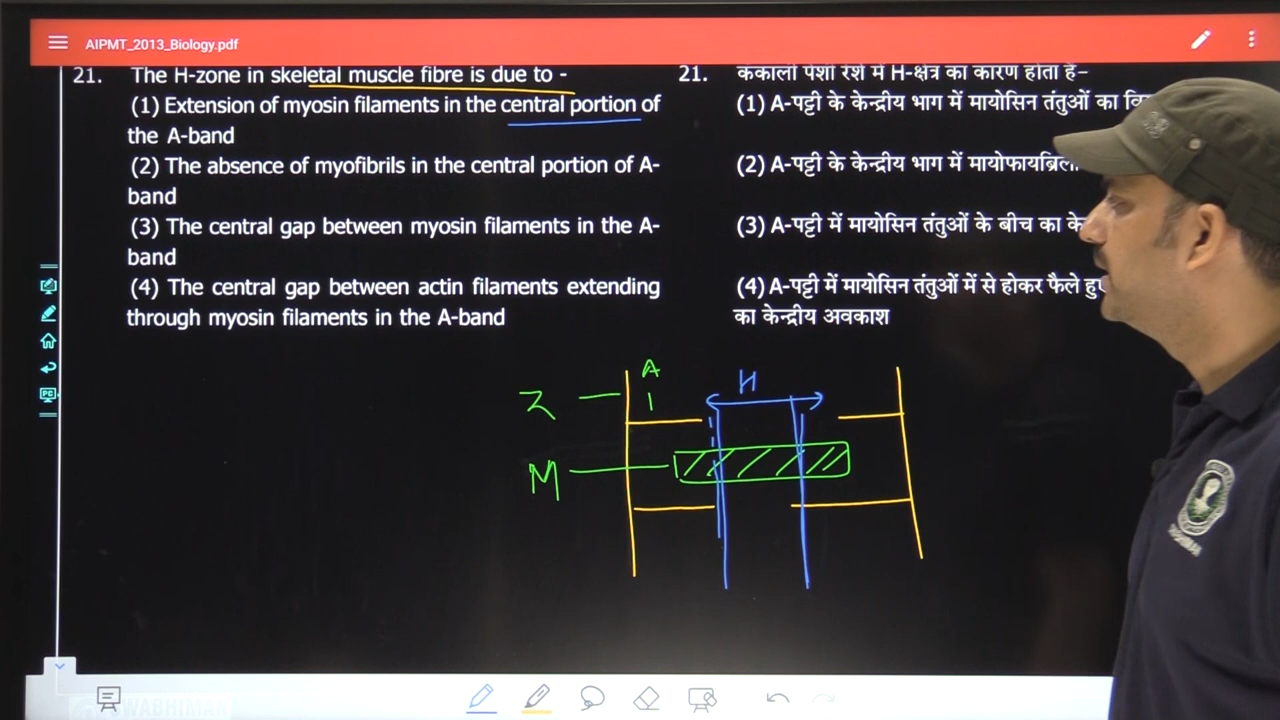 AIPMT_2013_Biology.pdf
21. The H-zone in skeletal muscle fibre is due to -
(1) Extension of myosin filaments in the central portion of
the A-band
(2) The absence of myofibrils in the central portion of A-
band
(3) The central gap between myosin filaments in the A-
band
(4) The central gap between actin filaments extending
through myosin filaments in the A-band
21. कंकाली पेशी रेशे में H-क्षेत्र का कारण होता है-
(1) A-पट्टी के केन्द्रीय भाग में मायोसिन तंतुओं का
(2) A-पट्टी के केन्द्रीय भाग में
(3) A-पट्टी में मायोसिन तंतुओं के बीच का
(4) A-पट्टी में मायोसिन तंतुओं में से होकर फैले
का केन्द्रीय अवकाश
A
H
Z
M
PC